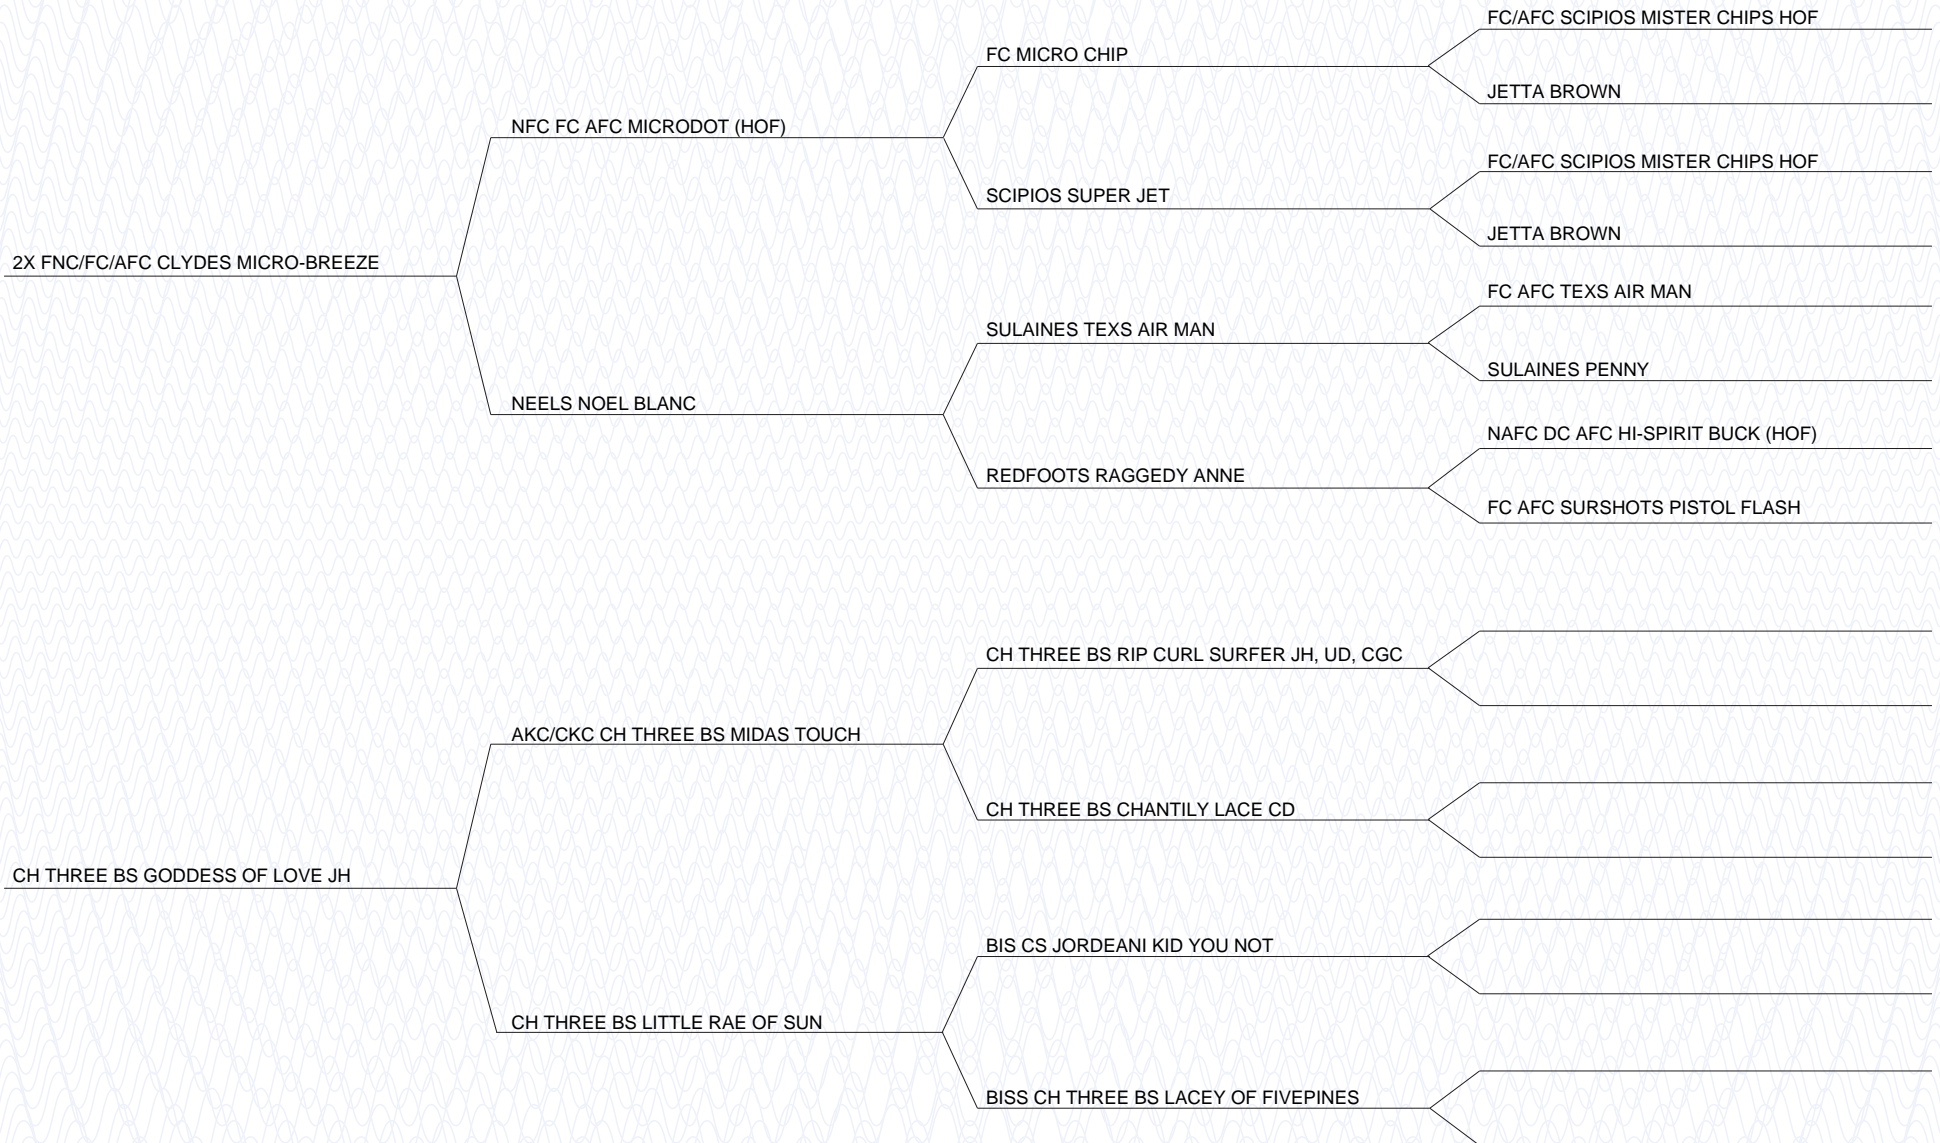 FC/AFC SCIPIOS MISTER CHIPS HOF
FC MICRO CHIP
JETTA BROWN
NFC FC AFC MICRODOT (HOF)
FC/AFC SCIPIOS MISTER CHIPS HOF
SCIPIOS SUPER JET
JETTA BROWN
2X FNC/FC/AFC CLYDES MICRO-BREEZE
FC AFC TEXS AIR MAN
SULAINES TEXS AIR MAN
SULAINES PENNY
NEELS NOEL BLANC
NAFC DC AFC HI-SPIRIT BUCK (HOF)
REDFOOTS RAGGEDY ANNE
FC AFC SURSHOTS PISTOL FLASH
CH THREE BS RIP CURL SURFER JH, UD, CGC
AKC/CKC CH THREE BS MIDAS TOUCH
CH THREE BS CHANTILY LACE CD
CH THREE BS GODDESS OF LOVE JH
BIS CS JORDEANI KID YOU NOT
CH THREE BS LITTLE RAE OF SUN
BISS CH THREE BS LACEY OF FIVEPINES